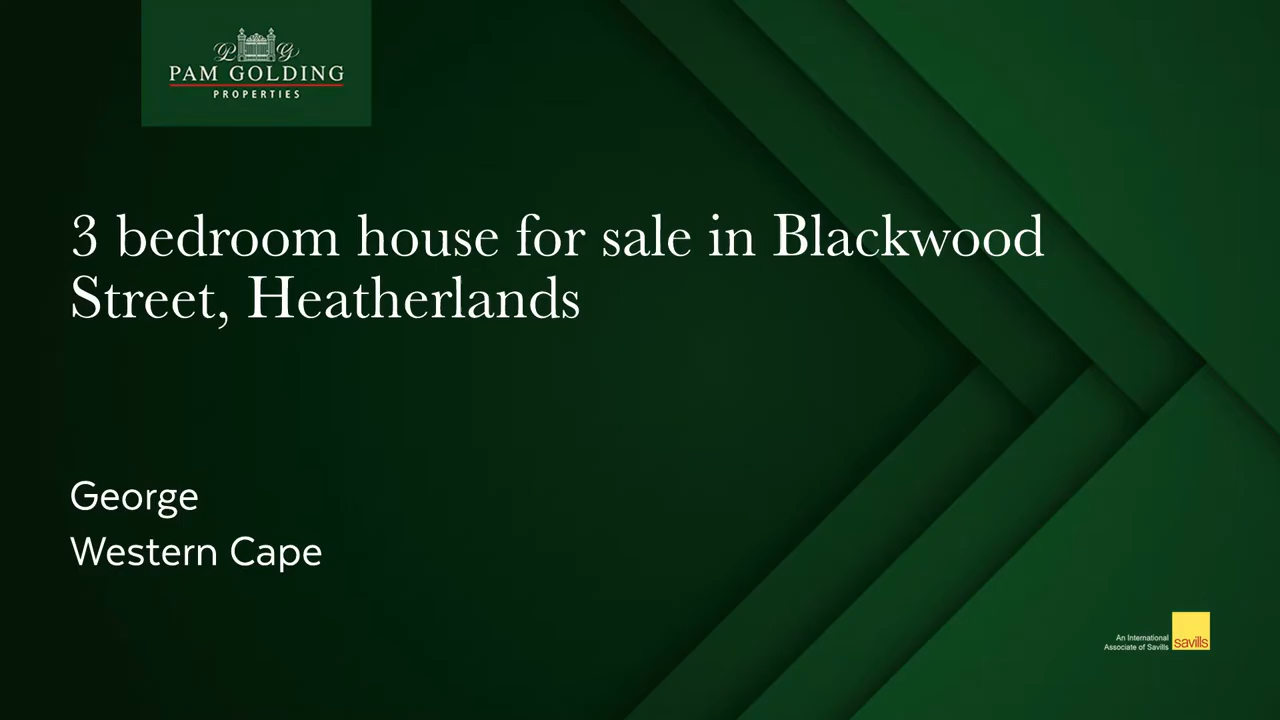 P G
PAM GOLDING
PROPERTIES
3 bedroom house for sale in Blackwood
Street, Heatherlands
George
Western Cape
An International
Associate of Savills
savills